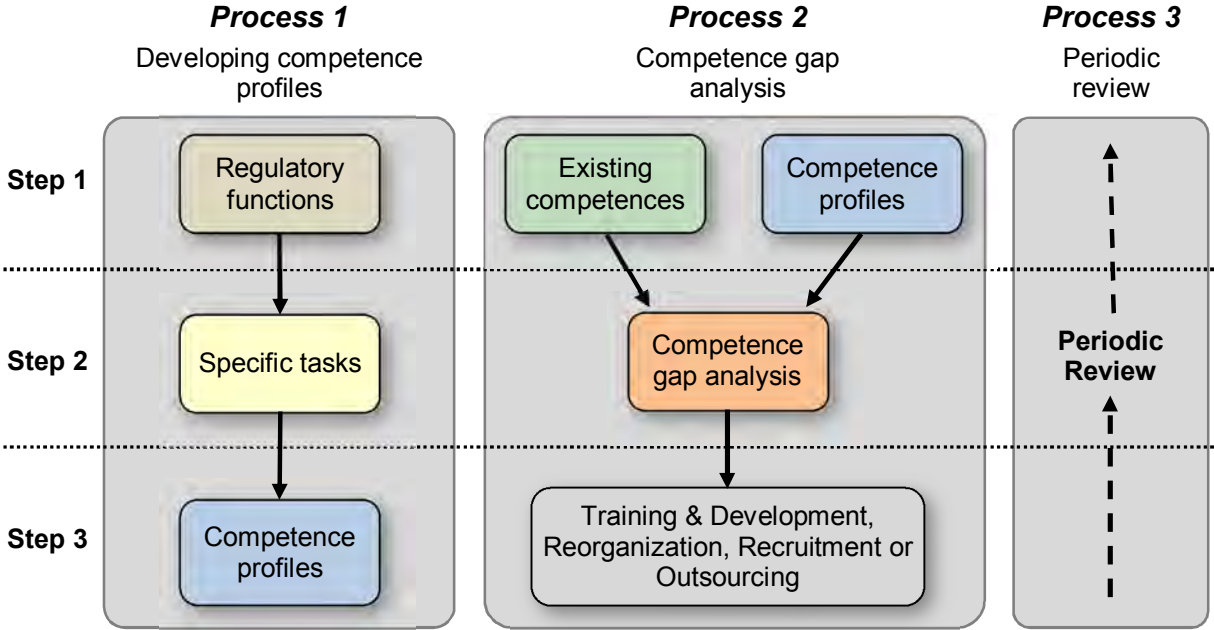 Process 1
Developing competence
profiles
Process 2
Competence gap
analysis
Process 3
Periodic
review
Step 1
Regulatory
functions
Existing
competences
Competence
profiles
Step 2
Specific tasks
Competence
gap analysis
Periodic
Review
Step 3
Competence
profiles
Training & Development,
Reorganization, Recruitment or
Outsourcing